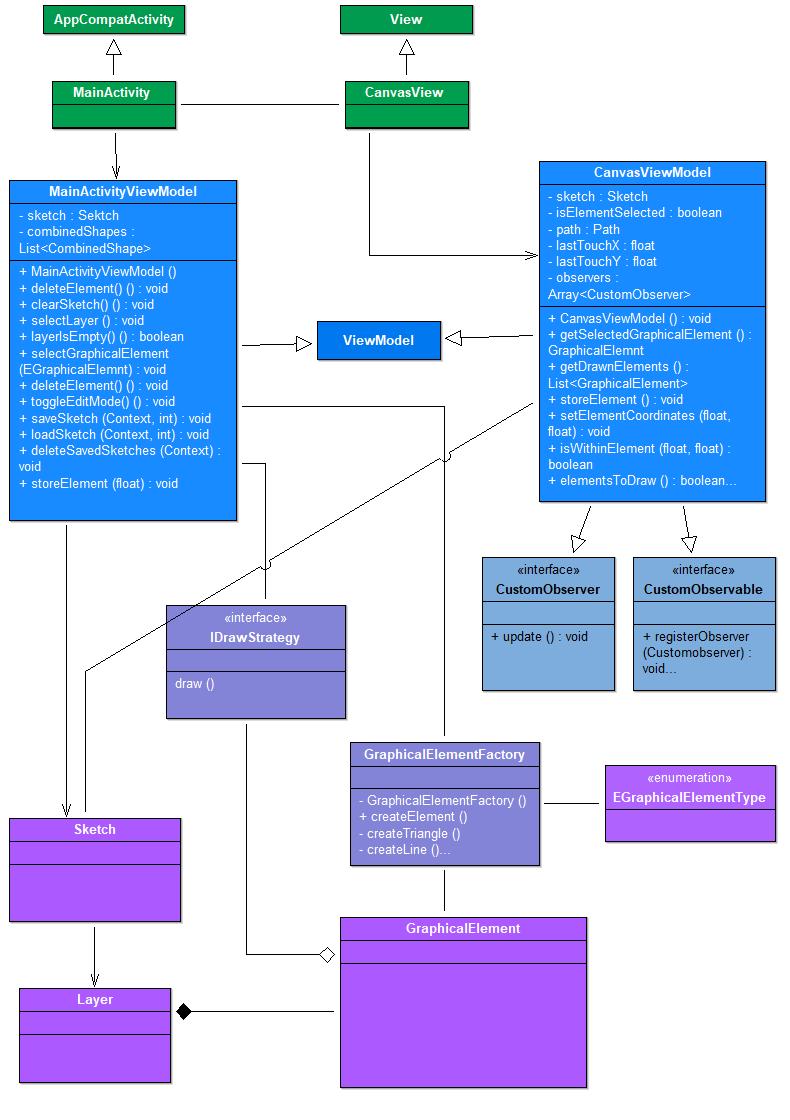 AppCompatActivity
View
MainActivity
CanvasView
MainActivityViewModel
- sketch : Sektch
- combinedShapes :
List<CombinedShape>
+ MainActivityViewModel ()
+ deleteElement() () : void
+ clearSketch() () : void
+ selectLayer () : void
+ layerIsEmpty() () : boolean
+ selectGraphicalElement
(EGraphicalElemnt) : void
+ deleteElement() () : void
+ toggleEditMode() () : void
+ saveSketch (Context, int) : void
+ loadSketch (Context, int) : void
+ deleteSavedSketches (Context) :
void
+ storeElement (float) : void
CanvasViewModel
- sketch : Sketch
- isElementSelected : boolean
- path : Path
- lastTouchX : float
- lastTouchY : float
- observers :
Array<CustomObserver>
+ CanvasViewModel () : void
+ getSelectedGraphicalElement () :
GraphicalElemnt
+ getDrawnElements () :
List<GraphicalElement>
+ storeElement () : void
+ setElementCoordinates (float,
float) : void
+ isWithinElement (float, float) :
boolean
+ elementsToDraw () : boolean...
ViewModel
«interface»
CustomObserver
+ update () : void
«interface»
CustomObservable
+ registerObserver
(Customobserver) :
void...
«interface»
IDrawStrategy
draw ()
GraphicalElementFactory
- GraphicalElementFactory ()
+ createElement ()
- createTriangle ()
- createLine ()...
«enumeration»
EGraphicalElementType
Sketch
GraphicalElement
Layer